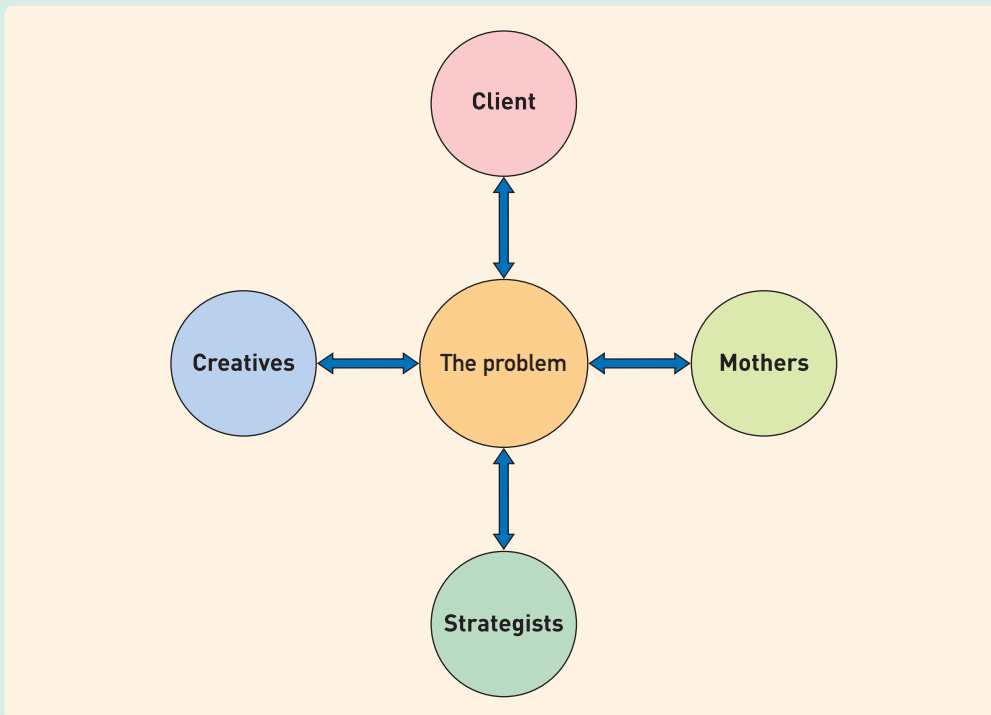 Client
Creatives
The problem
Mothers
Strategists